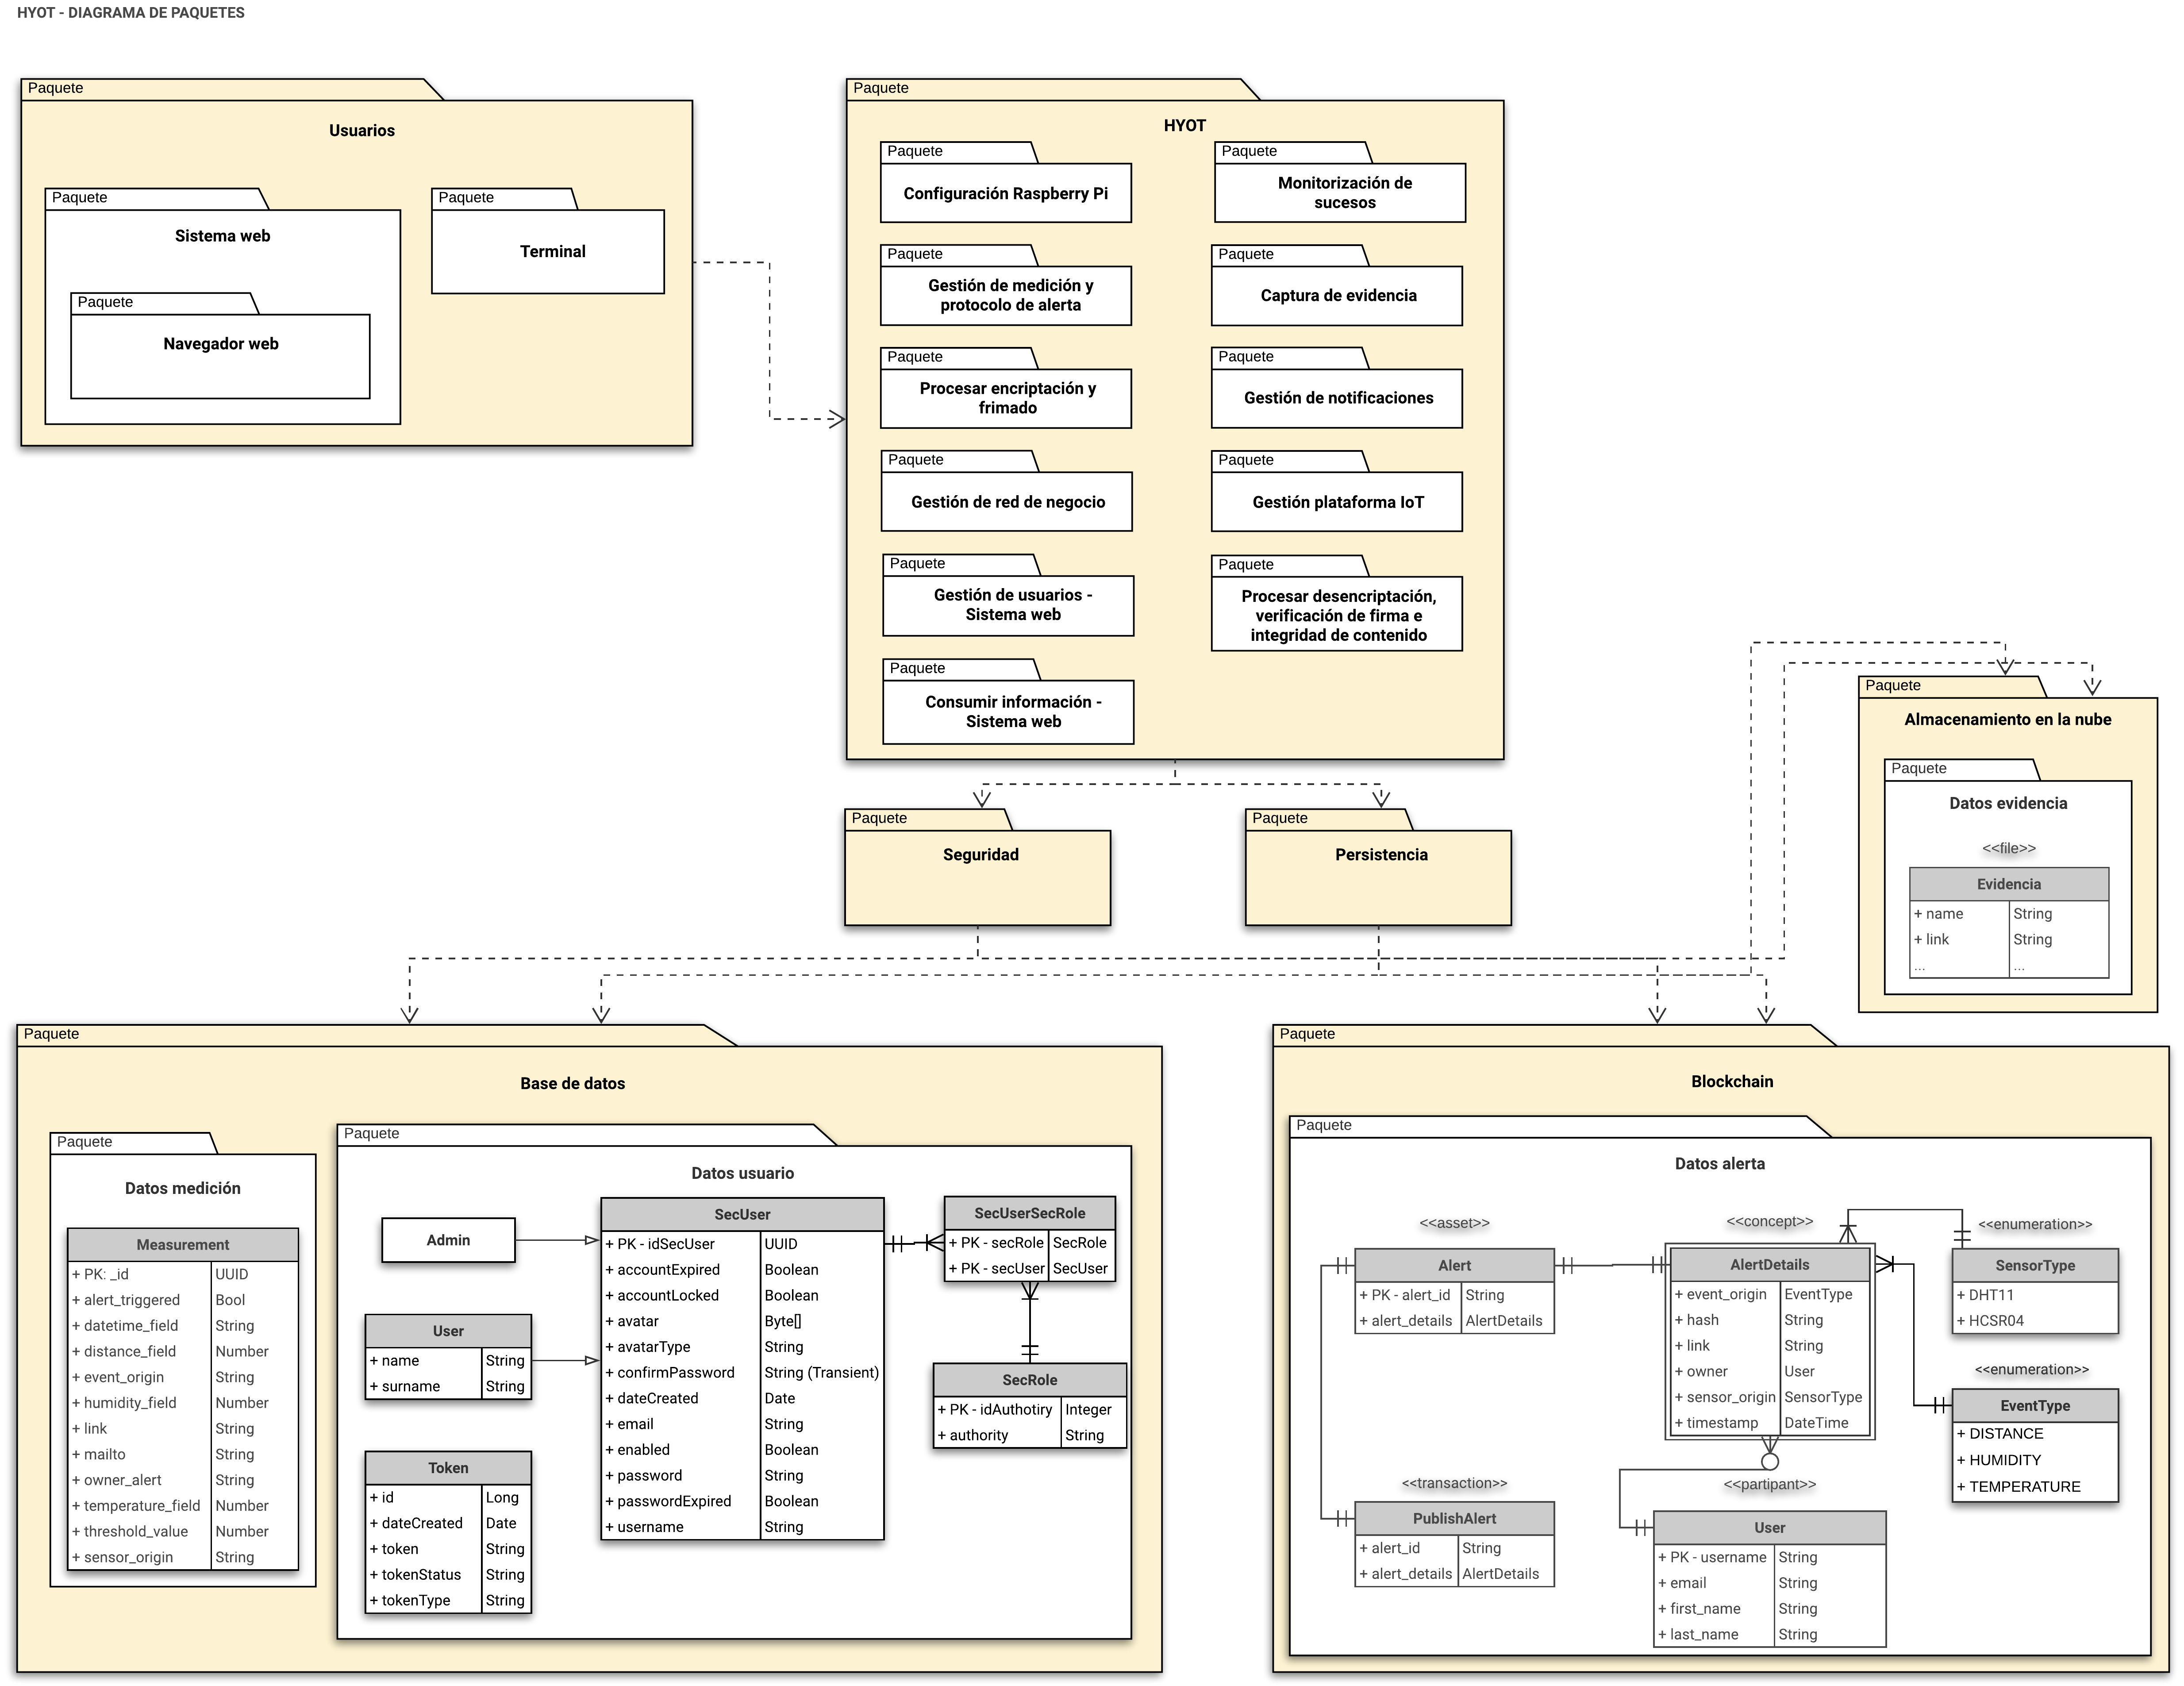 HYOT - DIAGRAMA DE PAQUETES
Paquete
Usuarios
Paquete
Sistema web
Paquete
Navegador web
Paquete
Terminal
Paquete
HYOT
Paquete
Configuración Raspberry Pi
Paquete
Monitorización de
sucesos
Paquete
Gestión de medición y
protocolo de alerta
Paquete
Captura de evidencia
Paquete
Procesar encriptación y
frimado
Paquete
Gestión de notificaciones
Paquete
Gestión de red de negocio
Paquete
Gestión plataforma IoT
Paquete
Gestión de usuarios -
Sistema web
Paquete
Procesar desencriptación,
verificación de firma e
integridad de contenido
Paquete
Consumir información -
Sistema web
Paquete
Seguridad
Paquete
Persistencia
Paquete
Almacenamiento en la nube
Paquete
Datos evidencia
<<file>>
Evidencia
+ name String
+ link String
... ...
Paquete
Base de datos
Paquete
Datos medición
Measurement
+ PK: _id UUID
+ alert_triggered Bool
+ datetime_field String
+ distance_field Number
+ event_origin String
+ humidity_field Number
+ link String
+ mailto String
+ owner_alert String
+ temperature_field Number
+ threshold_value Number
+ sensor_origin String
Paquete
Datos usuario
Admin
User
+ name String
+ surname String
Token
+ id Long
+ dateCreated Date
+ token String
+ tokenStatus String
+ tokenType String
SecUser
+ PK - idSecUser UUID
+ accountExpired Boolean
+ accountLocked Boolean
+ avatar Byte[]
+ avatarType String
+ confirmPassword String (Transient)
+ dateCreated Date
+ email String
+ enabled Boolean
+ password String
+ passwordExpired Boolean
+ username String
SecUserSecRole
+ PK - secRole SecRole
+ PK - secUser SecUser
SecRole
+ PK - idAuthotiry Integer
+ authority String
Paquete
Blockchain
Paquete
Datos alerta
<<asset>>
Alert
+ PK - alert_id String
+ alert_details AlertDetails
<<concept>>
AlertDetails
+ event_origin EventType
+ hash String
+ link String
+ owner User
+ sensor_origin SensorType
+ timestamp DateTime
<<enumeration>>
SensorType
+ DHT11
+ HCSR04
<<enumeration>>
EventType
+ DISTANCE
+ HUMIDITY
+ TEMPERATURE
<<transaction>>
PublishAlert
+ alert_id String
+ alert_details AlertDetails
<<partipant>>
User
+ PK - username String
+ email String
+ first_name String
+ last_name String